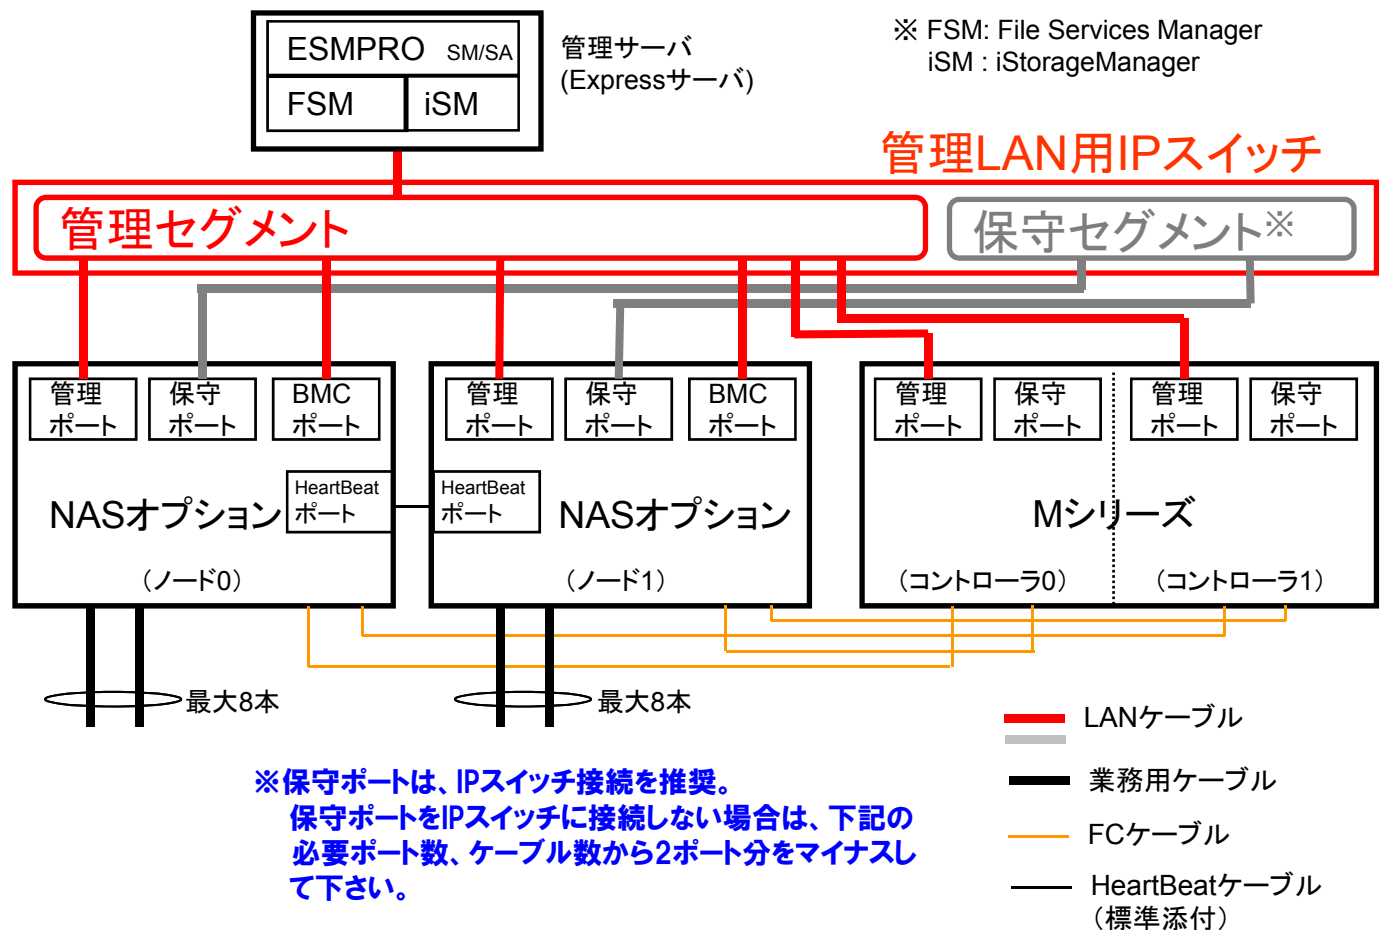 ESMPRO SM/SA
FSM
iSM
管理サーバ
(Expressサーバ)
※ FSM: File Services Manager
iSM : iStorageManager
管理LAN用IPスイッチ
管理セグメント
保守セグメント※
管理
ポート
保守
ポート
BMC
ポート
HeartBeat
ポート
NASオプション
（ノード0）
管理
ポート
保守
ポート
BMC
ポート
HeartBeat
ポート
NASオプション
（ノード1）
管理
ポート
保守
ポート
管理
ポート
保守
ポート
Mシリーズ
（コントローラ0）
（コントローラ1）
最大8本
最大8本
LANケーブル
業務用ケーブル
FCケーブル
HeartBeatケーブル
（標準添付）
※保守ポートは、IPスイッチ接続を推奨。
保守ポートをIPスイッチに接続しない場合は、下記の
必要ポート数、ケーブル数から2ポート分をマイナスし
て下さい。